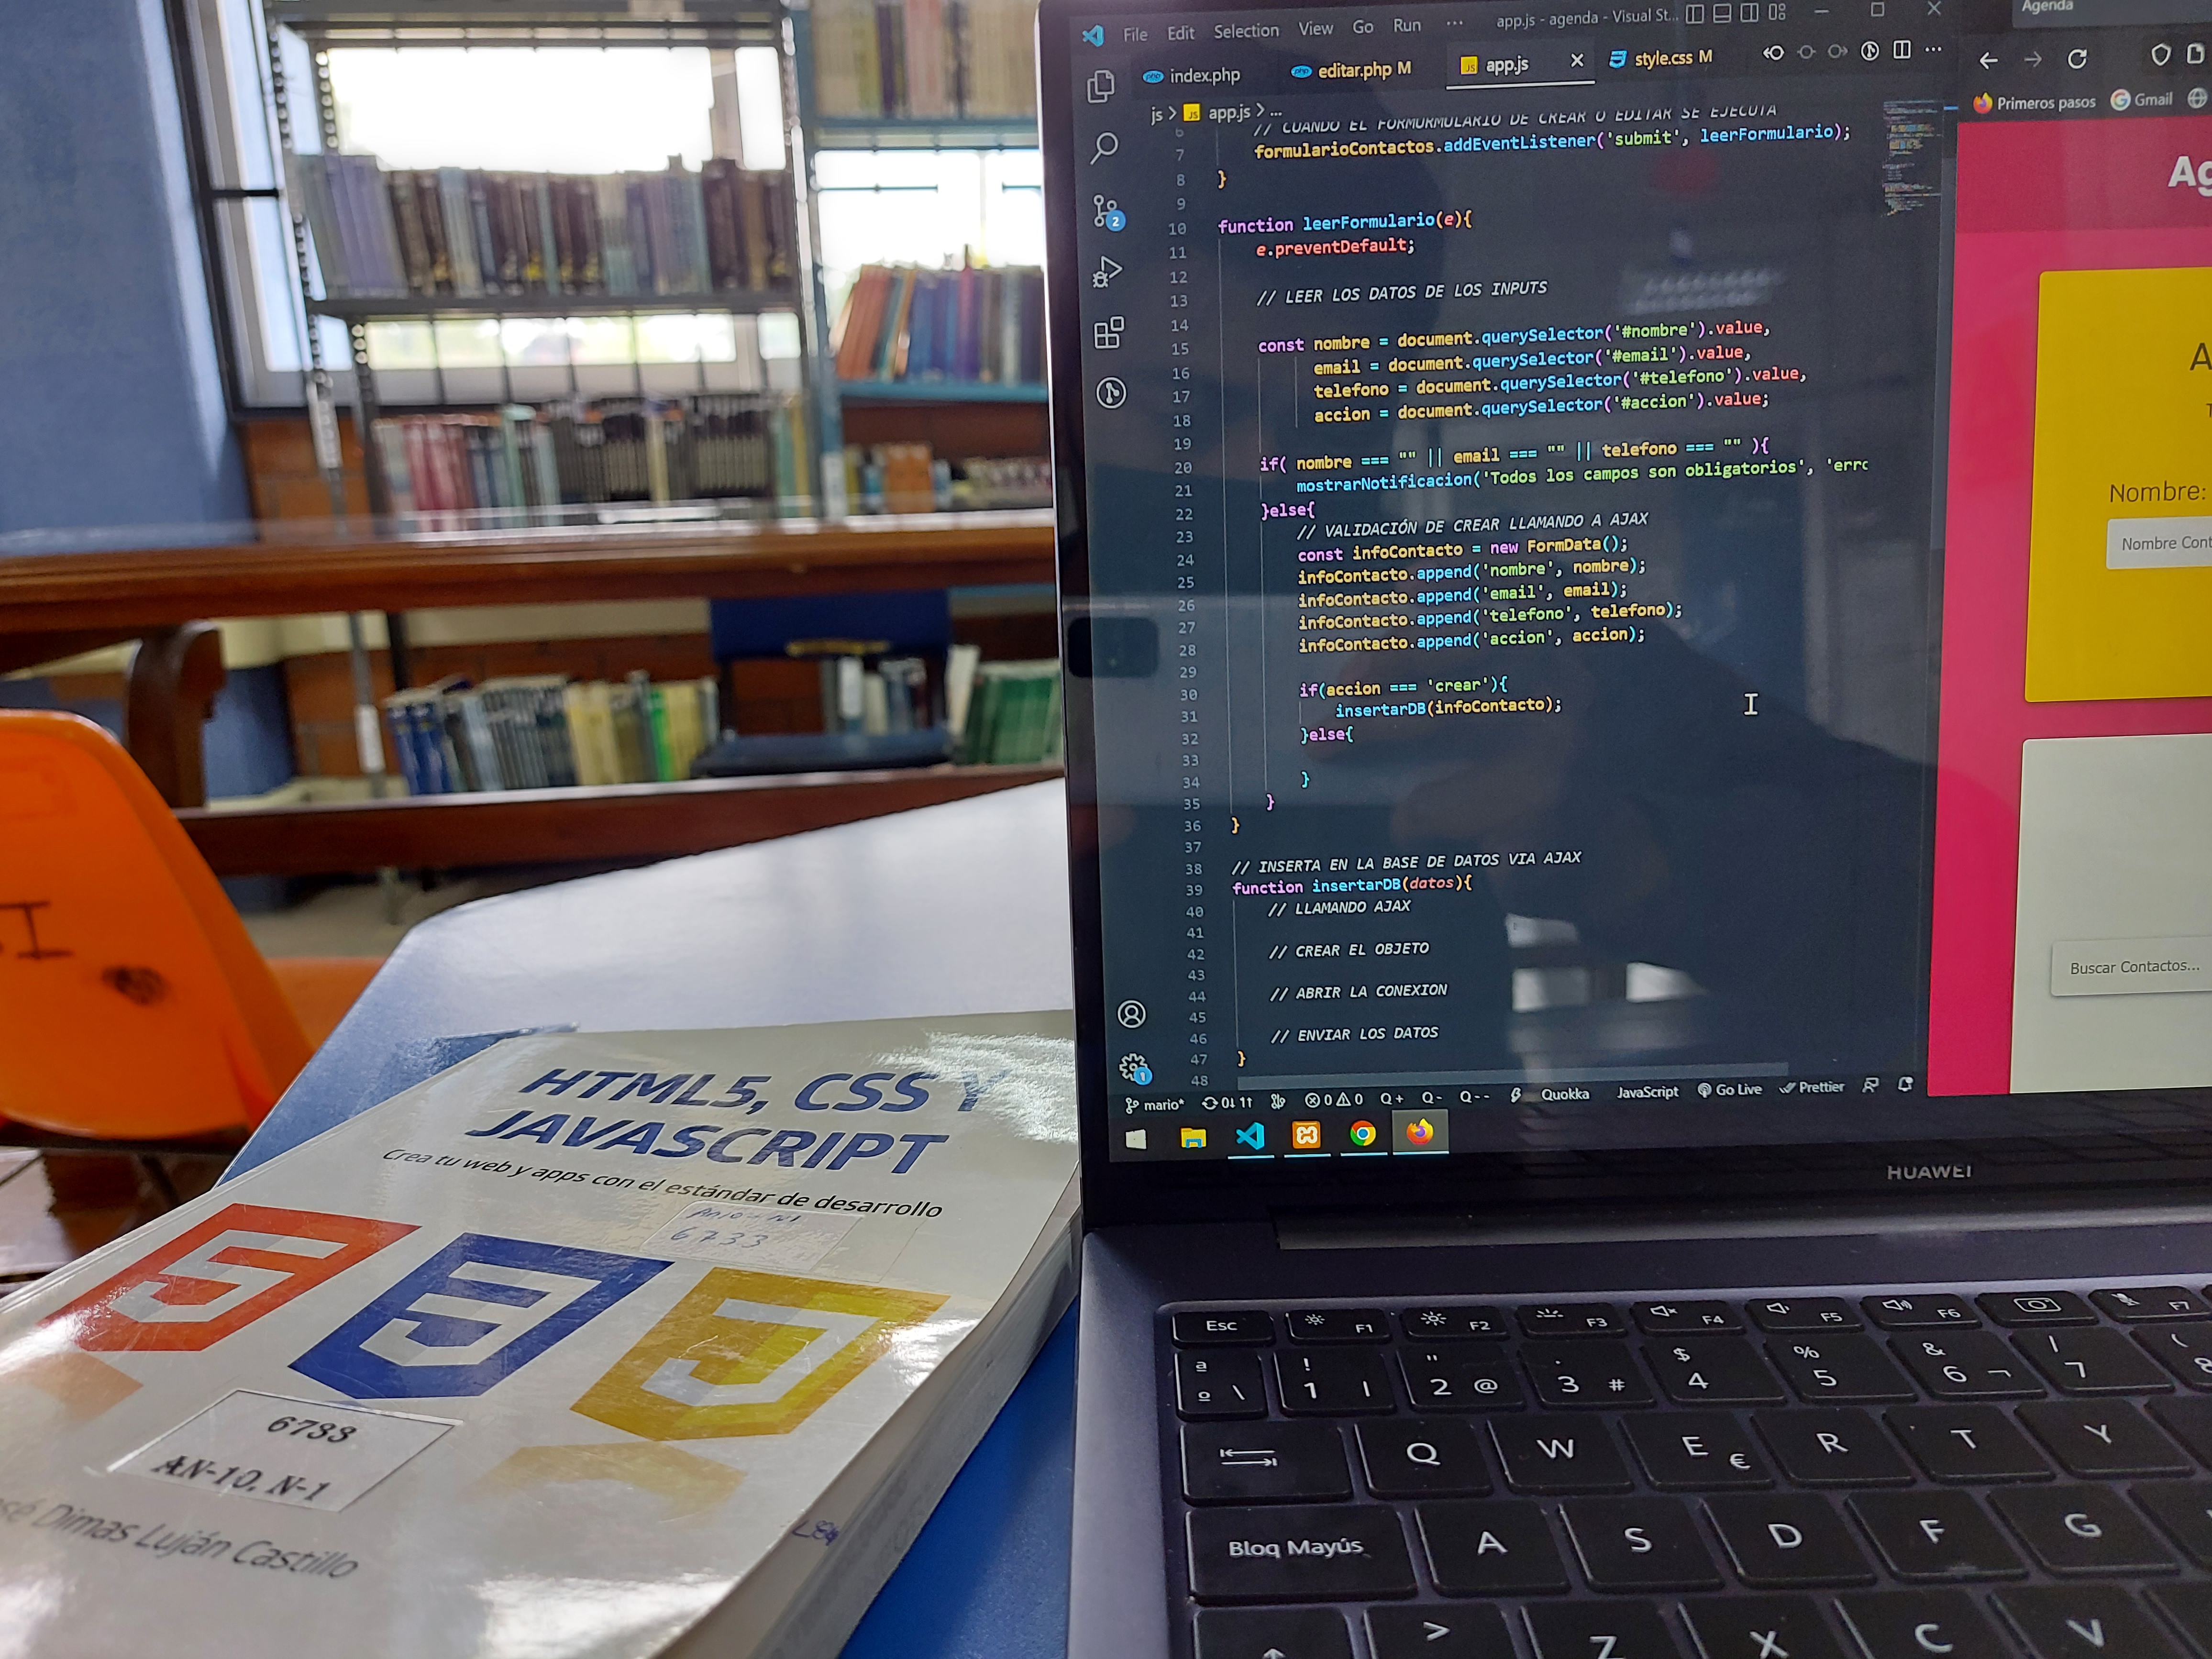 File Edit Selection View Go Run ··· app.js - agenda - Visual St...
index.php editar.php M app.js style.css M
js > app.js > ...
6 // CUANDO EL FORMURMULARIO DE CREAR O EDITAR SE EJECUTA
7 formularioContactos.addEventListener('submit', leerFormulario);
8 }
9
10 function leerFormulario(e){
11 e.preventDefault;
12
13 // LEER LOS DATOS DE LOS INPUTS
14
15 const nombre = document.querySelector('#nombre').value,
16 email = document.querySelector('#email').value,
17 telefono = document.querySelector('#telefono').value,
18 accion = document.querySelector('#accion').value;
19
20 if( nombre === "" || email === "" || telefono === "" ){
21 mostrarNotificacion('Todos los campos son obligatorios', 'erro
22 }else{
23 // VALIDACIÓN DE CREAR LLAMANDO A AJAX
24 const infoContacto = new FormData();
25 infoContacto.append('nombre', nombre);
26 infoContacto.append('email', email);
27 infoContacto.append('telefono', telefono);
28 infoContacto.append('accion', accion);
29
30 if(accion === 'crear'){
31 insertarDB(infoContacto);
32 }else{
33
34 }
35 }
36 }
37
38 // INSERTA EN LA BASE DE DATOS VIA AJAX
39 function insertarDB(datos){
40 // LLAMANDO AJAX
41
42 // CREAR EL OBJETO
43
44 // ABRIR LA CONEXION
45
46 // ENVIAR LOS DATOS
47 }
48
mario* 0↓ 1↑ 0 0 Q+ Q- Q-- Quokka JavaScript Go Live Prettier
Agenda
Primeros pasos Gmail
Ag
A
Nombre:
Nombre Cont
Buscar Contactos...
HUAWEI
HTML5, CSS Y
JAVASCRIPT
Crea tu web y apps con el estándar de desarrollo
6733
6733
AN-10. N-1
sé Dimas Luján Castillo
Esc F1 F2 F3 F4 F5 F6 F7
ª ! " · $ % & /
º \ 1 | 2 @ 3 # 4 5 6 ¬ 7 8
Q W E € R T Y
Bloq Mayús A S D F G
> Z X C V